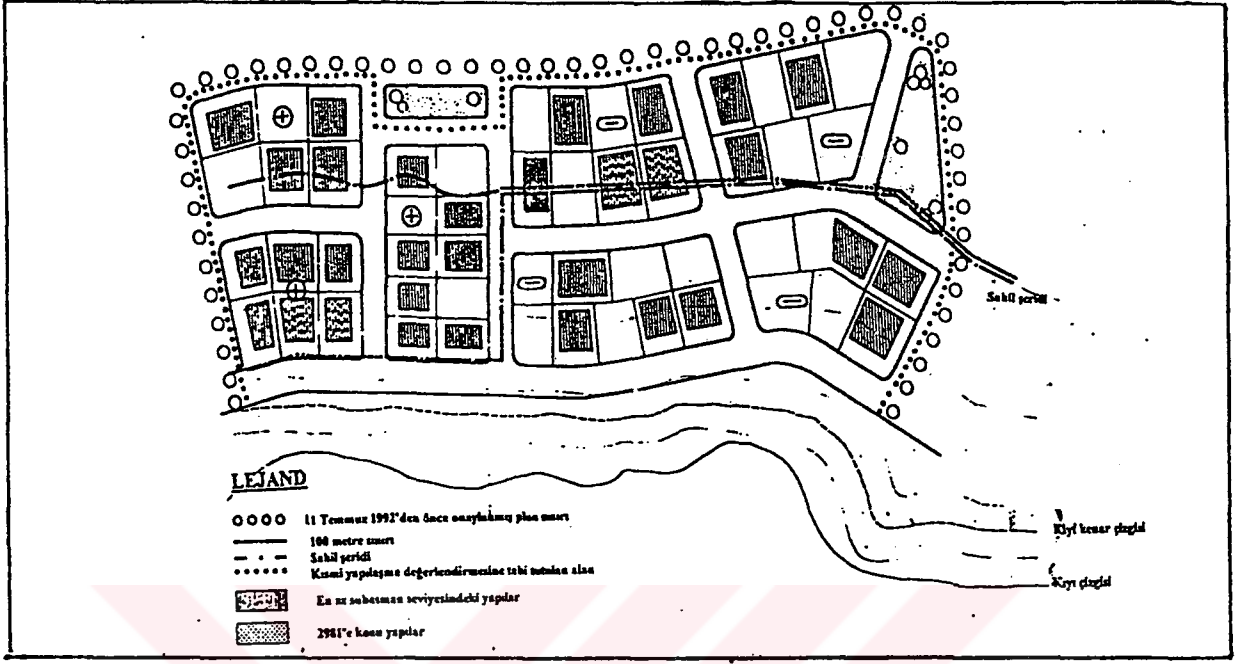 Sahil şeridi
LEJAND
11 Temmuz 1992'den önce onaylanmış plan sınırı
100 metre sınırı
Sahil şeridi
Kısmi yapılaşma değerlendirmesine tabi tutulan alan
En az subasman seviyesindeki yapılar
2981'e konu yapılar
Kıyı kenar çizgisi
Kıyı çizgisi